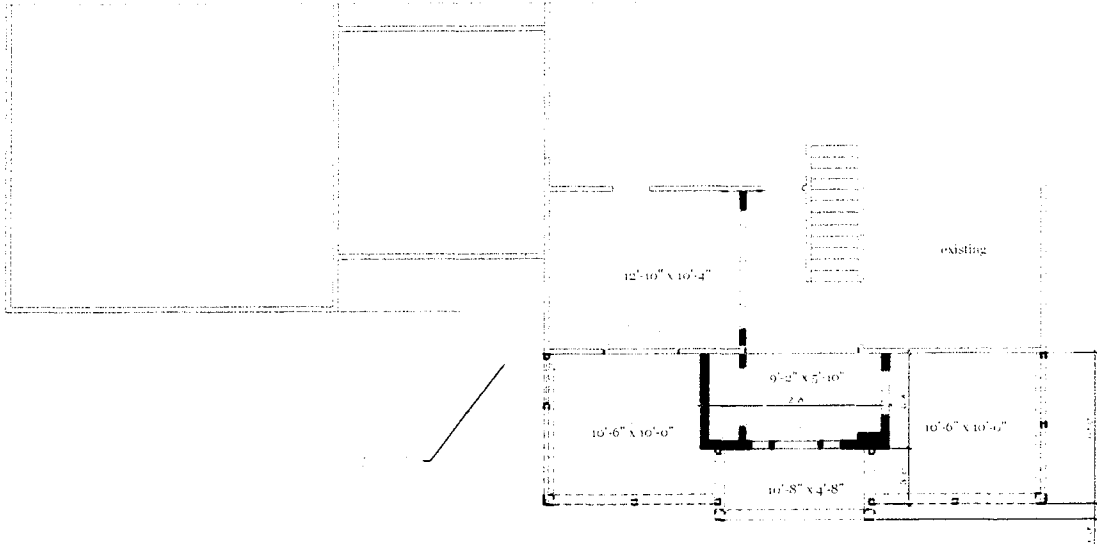 existing
12'-10" x 10'-4"
9'-2" x 5'-10"
10'-6" x 10'-0"
10'-6" x 10'-0"
10'-8" x 4'-8"